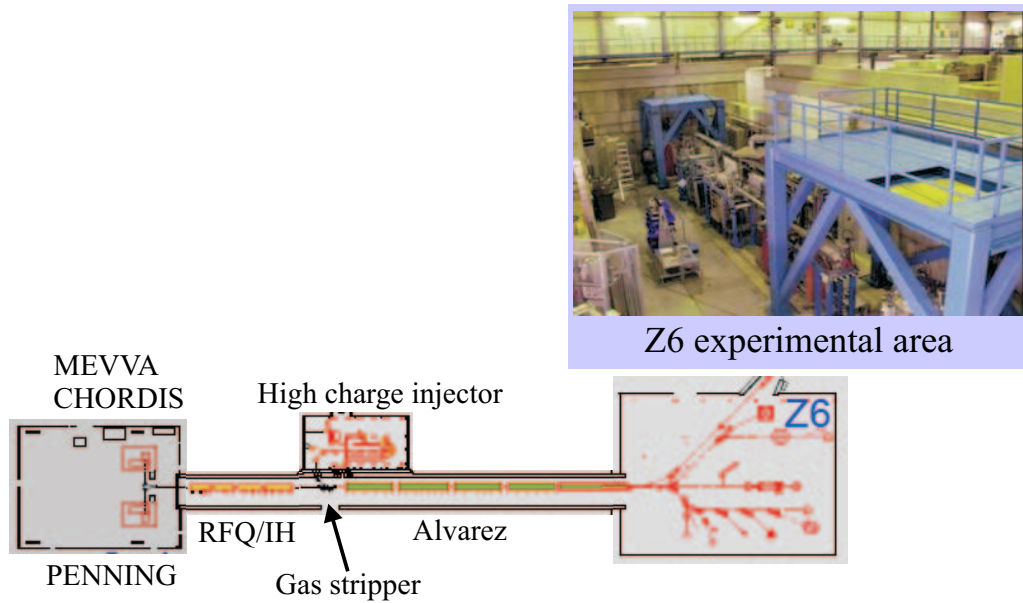 Z6 experimental area
MEVVA
CHORDIS
High charge injector
Z6
RFQ/IH
Alvarez
PENNING
Gas stripper